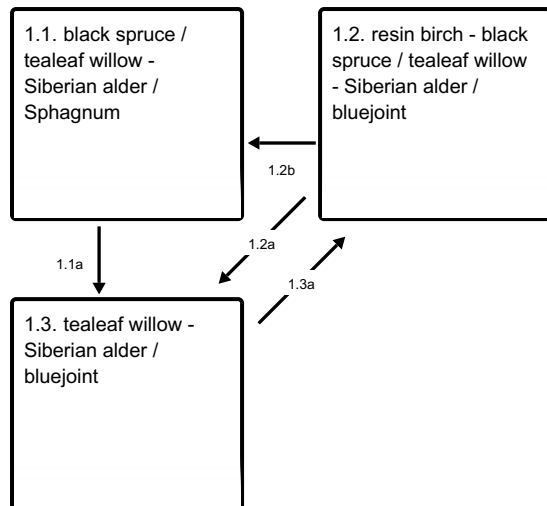 1.1. black spruce /
tealeaf willow -
Siberian alder /
Sphagnum
1.2. resin birch - black
spruce / tealeaf willow
- Siberian alder /
bluejoint
1.2b
1.2a
1.1a
1.3a
1.3. tealeaf willow -
Siberian alder /
bluejoint